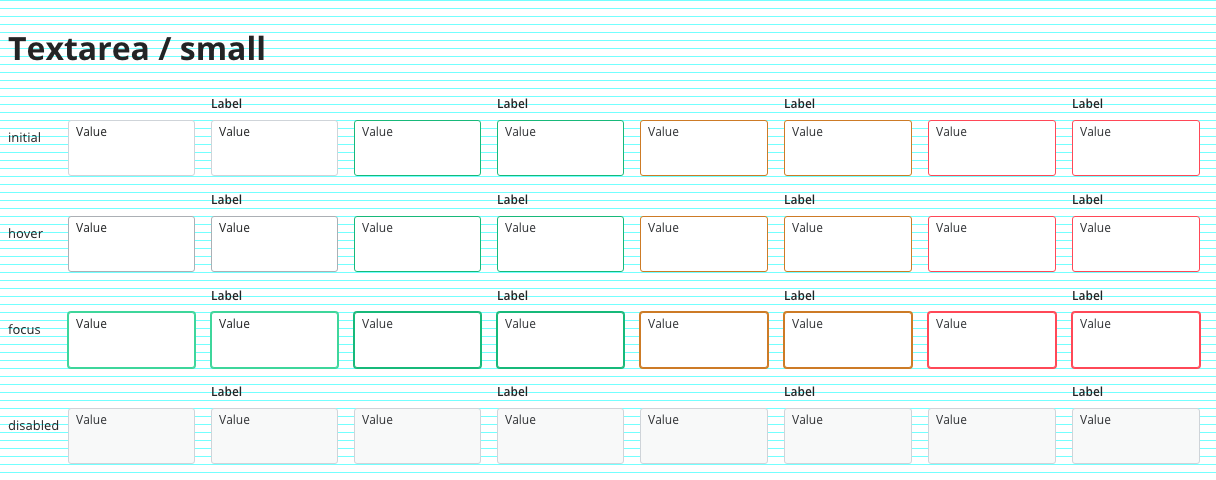 Textarea / small
Label Label Label Label
initial Value Value Value Value Value Value Value Value
Label Label Label Label
hover Value Value Value Value Value Value Value Value
Label Label Label Label
focus Value Value Value Value Value Value Value Value
Label Label Label Label
disabled Value Value Value Value Value Value Value Value